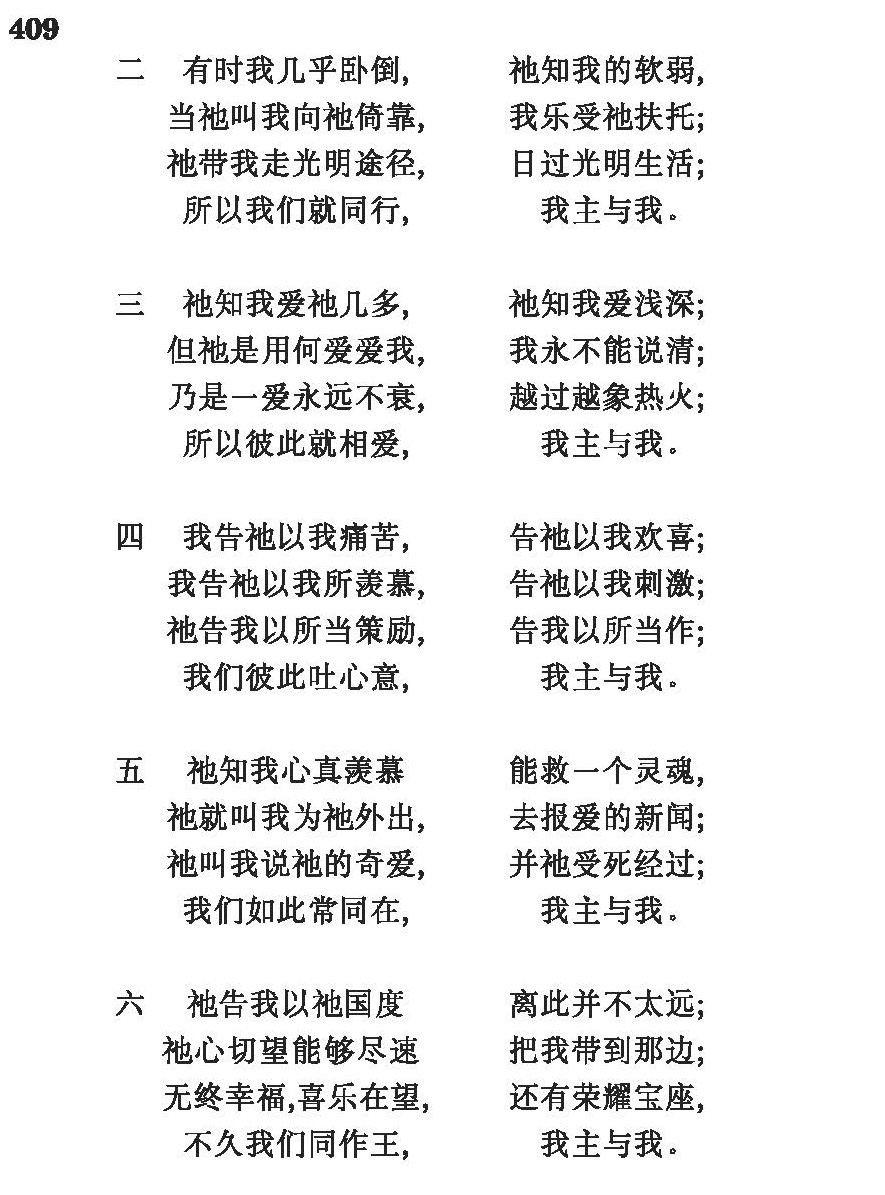 409
二 有时我几乎卧倒, 祂知我的软弱,
当祂叫我向祂倚靠, 我乐受祂扶托;
祂带我走光明途径, 日过光明生活;
所以我们就同行, 我主与我。
三 祂知我爱祂几多, 祂知我爱浅深;
但祂是用何爱爱我, 我永不能说清;
乃是一爱永远不衰, 越过越象热火;
所以彼此就相爱, 我主与我。
四 我告祂以我痛苦, 告祂以我欢喜;
我告祂以我所羡慕, 告祂以我刺激;
祂告我以所当策励, 告我以所当作;
我们彼此吐心意, 我主与我。
五 祂知我心真羡慕 能救一个灵魂,
祂就叫我为祂外出, 去报爱的新闻;
祂叫我说祂的奇爱, 并祂受死经过;
我们如此常同在, 我主与我。
六 祂告我以祂国度 离此并不太远;
祂心切望能够尽速 把我带到那边;
无终幸福,喜乐在望, 还有荣耀宝座,
不久我们同作王, 我主与我。